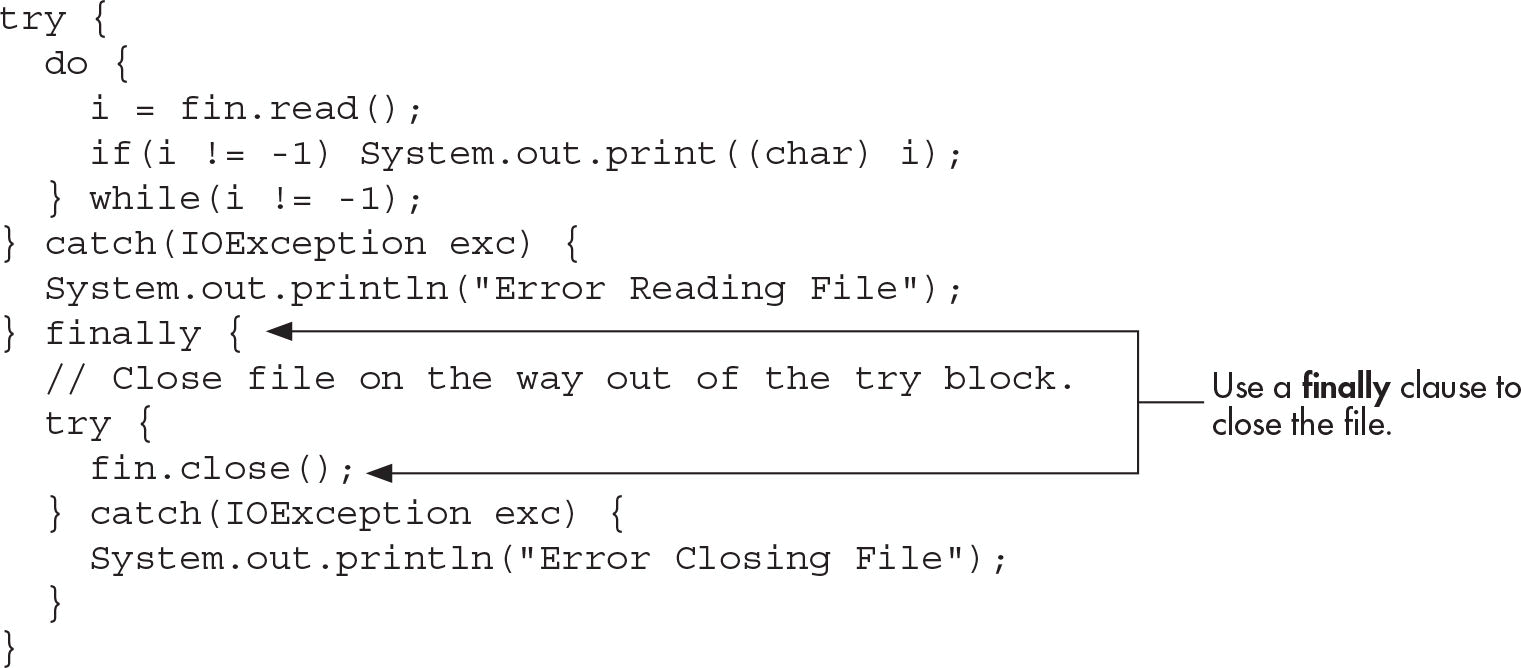 try {
  do {
    i = fin.read();
    if(i != -1) System.out.print((char) i);
  } while(i != -1);
} catch(IOException exc) {
  System.out.println("Error Reading File");
} finally {
  // Close file on the way out of the try block.
  try {
    fin.close();
  } catch(IOException exc) {
    System.out.println("Error Closing File");
  }
}
Use a finally clause to
close the file.